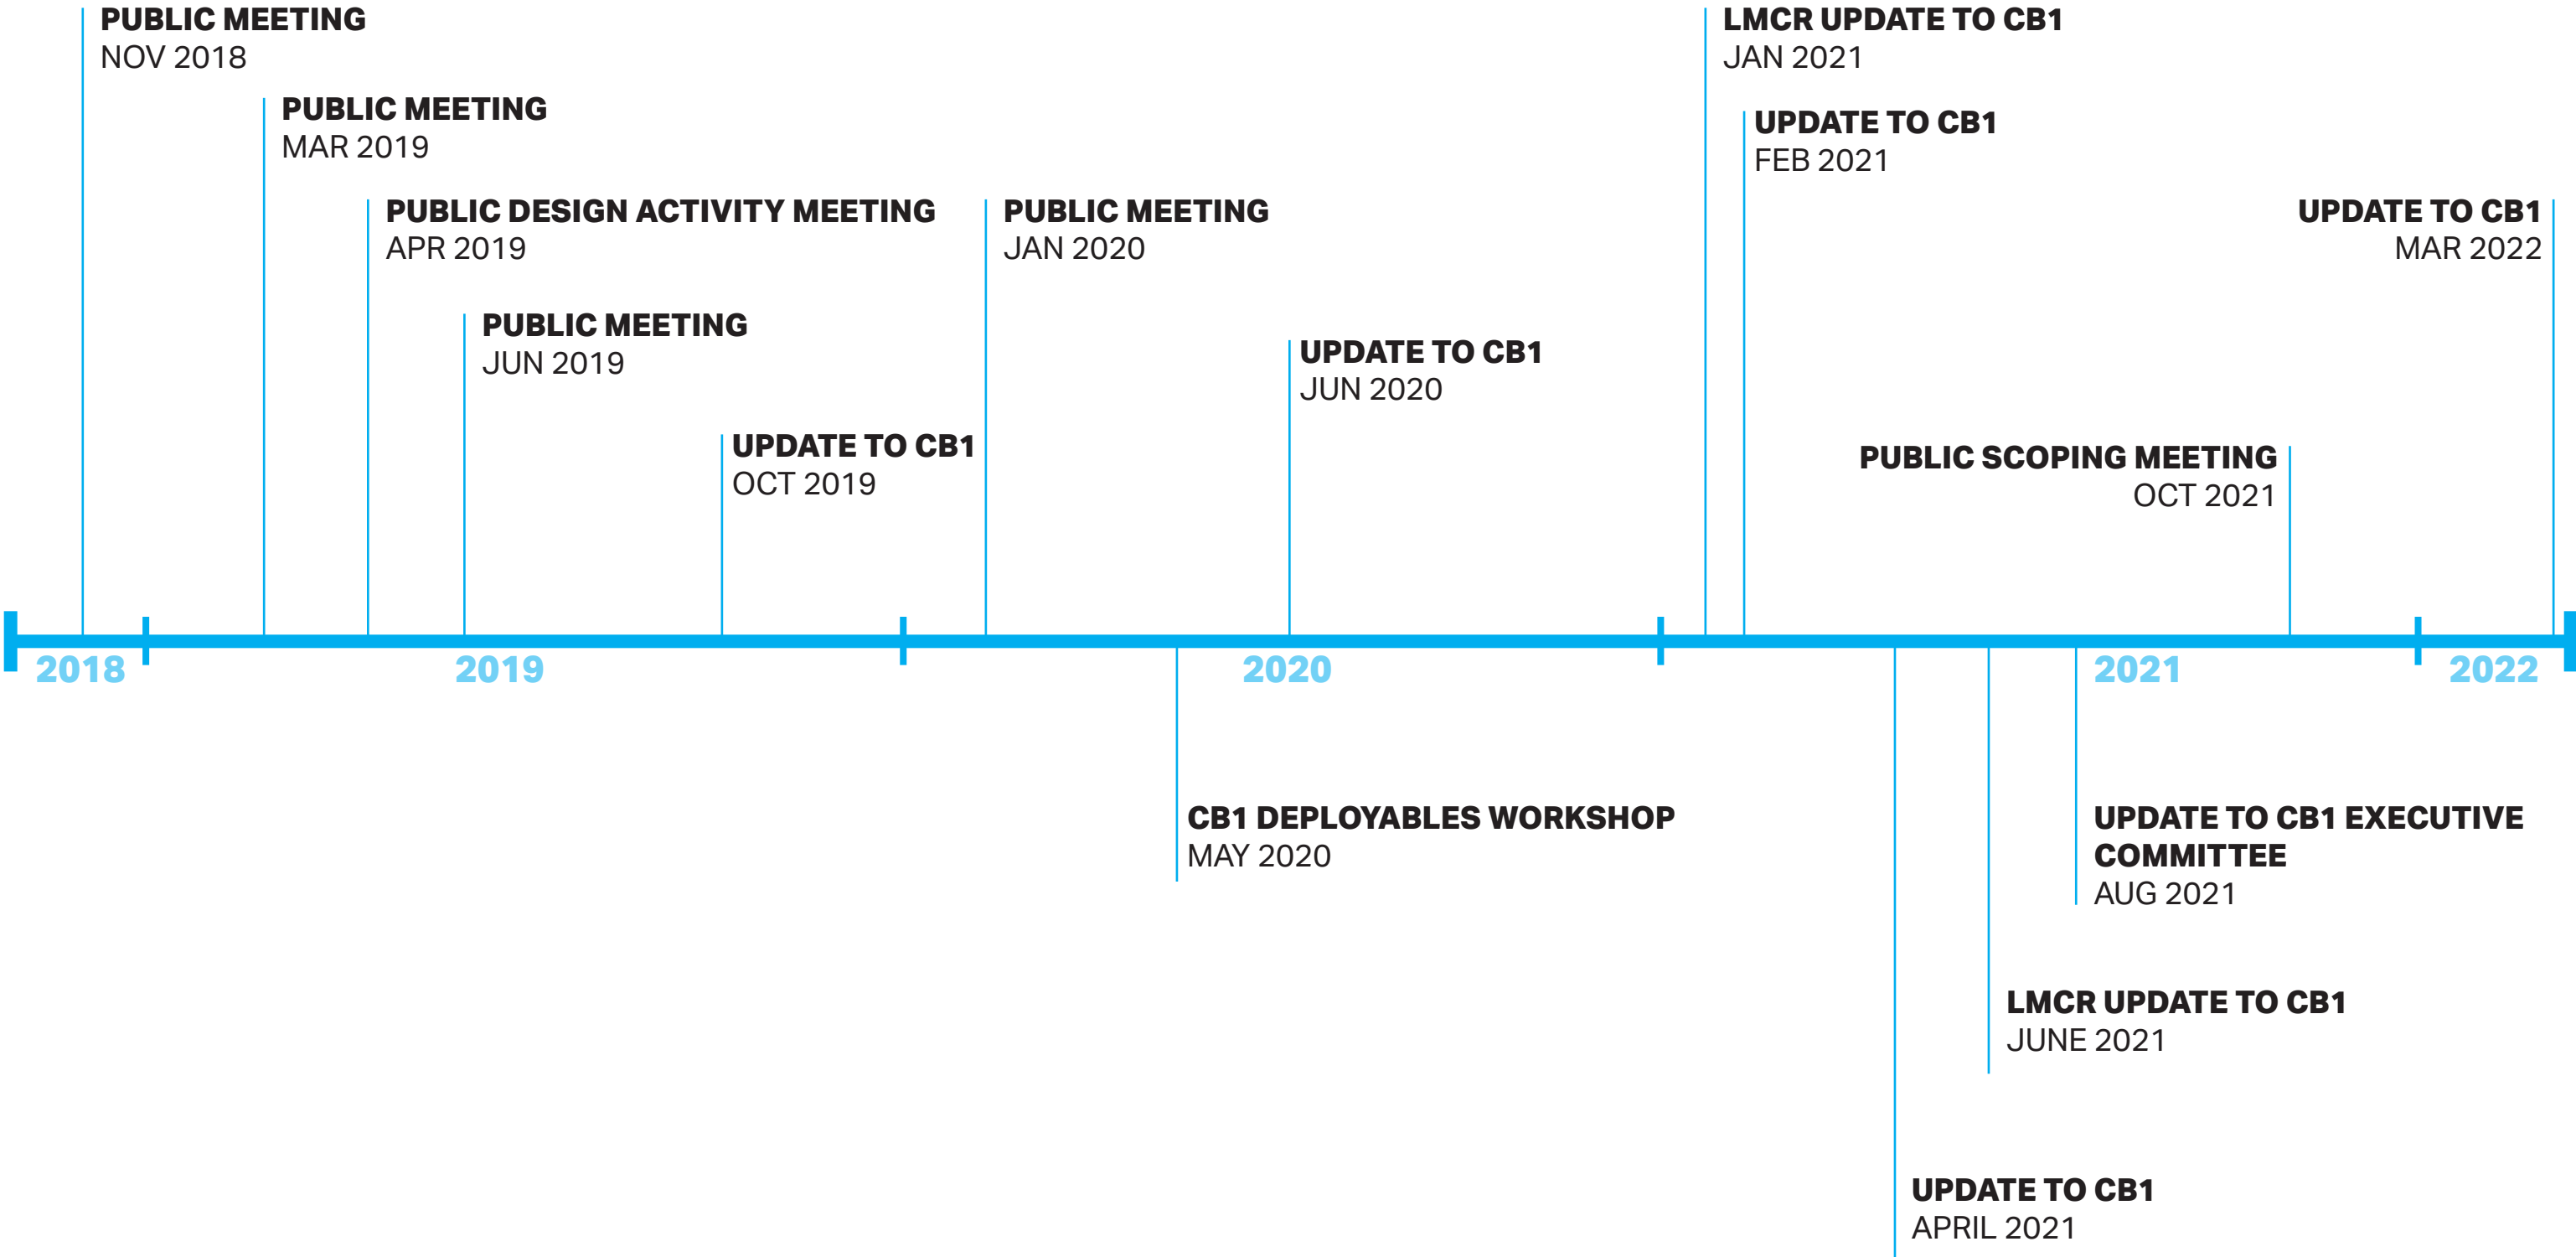 PUBLIC MEETING
NOV 2018
PUBLIC MEETING
MAR 2019
PUBLIC DESIGN ACTIVITY MEETING
APR 2019
PUBLIC MEETING
JUN 2019
UPDATE TO CB1
OCT 2019
PUBLIC MEETING
JAN 2020
UPDATE TO CB1
JUN 2020
LMCR UPDATE TO CB1
JAN 2021
UPDATE TO CB1
FEB 2021
PUBLIC SCOPING MEETING
OCT 2021
UPDATE TO CB1
MAR 2022
2018
2019
2020
2021
2022
CB1 DEPLOYABLES WORKSHOP
MAY 2020
UPDATE TO CB1 EXECUTIVE
COMMITTEE
AUG 2021
LMCR UPDATE TO CB1
JUNE 2021
UPDATE TO CB1
APRIL 2021